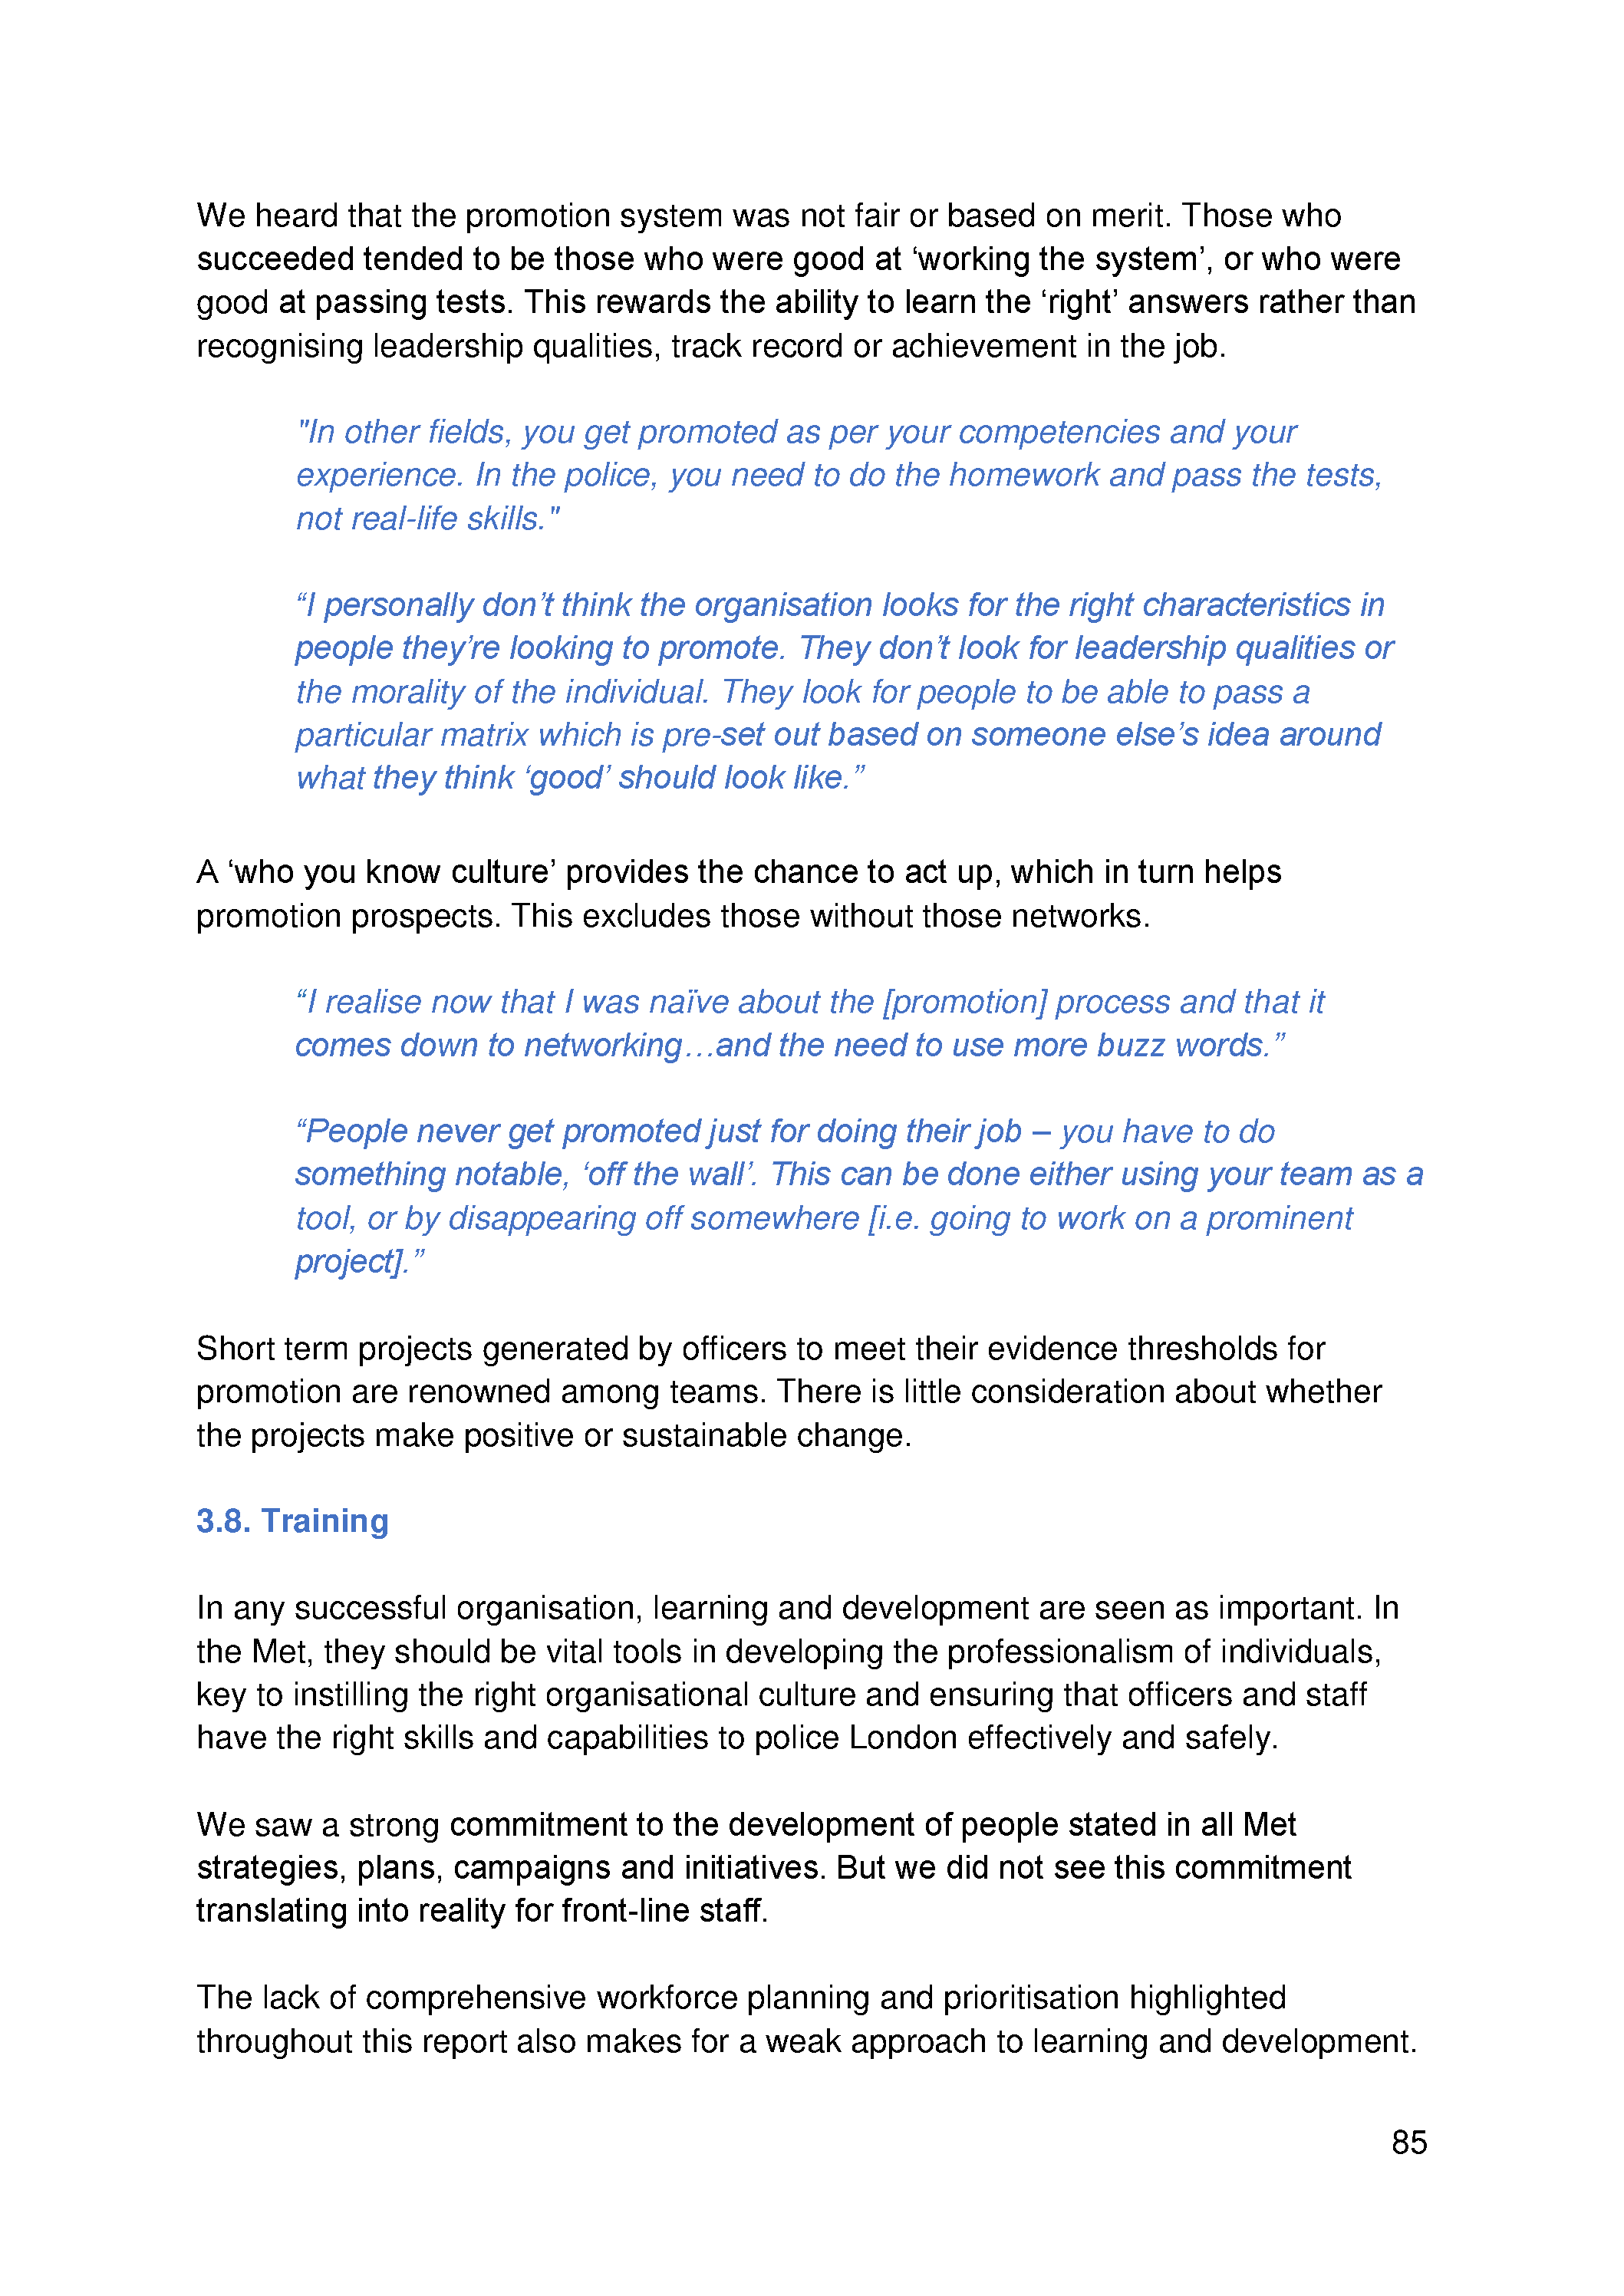 We heard that the promotion system was not fair or based on merit. Those who
succeeded tended to be those who were good at ‘working the system’, or who were
good at passing tests. This rewards the ability to learn the ‘right’ answers rather than
recognising leadership qualities, track record or achievement in the job.
"In other fields, you get promoted as per your competencies and your
experience. In the police, you need to do the homework and pass the tests,
not real-life skills."
“I personally don’t think the organisation looks for the right characteristics in
people they’re looking to promote. They don’t look for leadership qualities or
the morality of the individual. They look for people to be able to pass a
particular matrix which is pre-set out based on someone else’s idea around
what they think ‘good’ should look like.”
A ‘who you know culture’ provides the chance to act up, which in turn helps
promotion prospects. This excludes those without those networks.
“I realise now that I was naïve about the [promotion] process and that it
comes down to networking…and the need to use more buzz words.”
“People never get promoted just for doing their job – you have to do
something notable, ‘off the wall’. This can be done either using your team as a
tool, or by disappearing off somewhere [i.e. going to work on a prominent
project].”
Short term projects generated by officers to meet their evidence thresholds for
promotion are renowned among teams. There is little consideration about whether
the projects make positive or sustainable change.
3.8. Training
In any successful organisation, learning and development are seen as important. In
the Met, they should be vital tools in developing the professionalism of individuals,
key to instilling the right organisational culture and ensuring that officers and staff
have the right skills and capabilities to police London effectively and safely.
We saw a strong commitment to the development of people stated in all Met
strategies, plans, campaigns and initiatives. But we did not see this commitment
translating into reality for front-line staff.
The lack of comprehensive workforce planning and prioritisation highlighted
throughout this report also makes for a weak approach to learning and development.
85